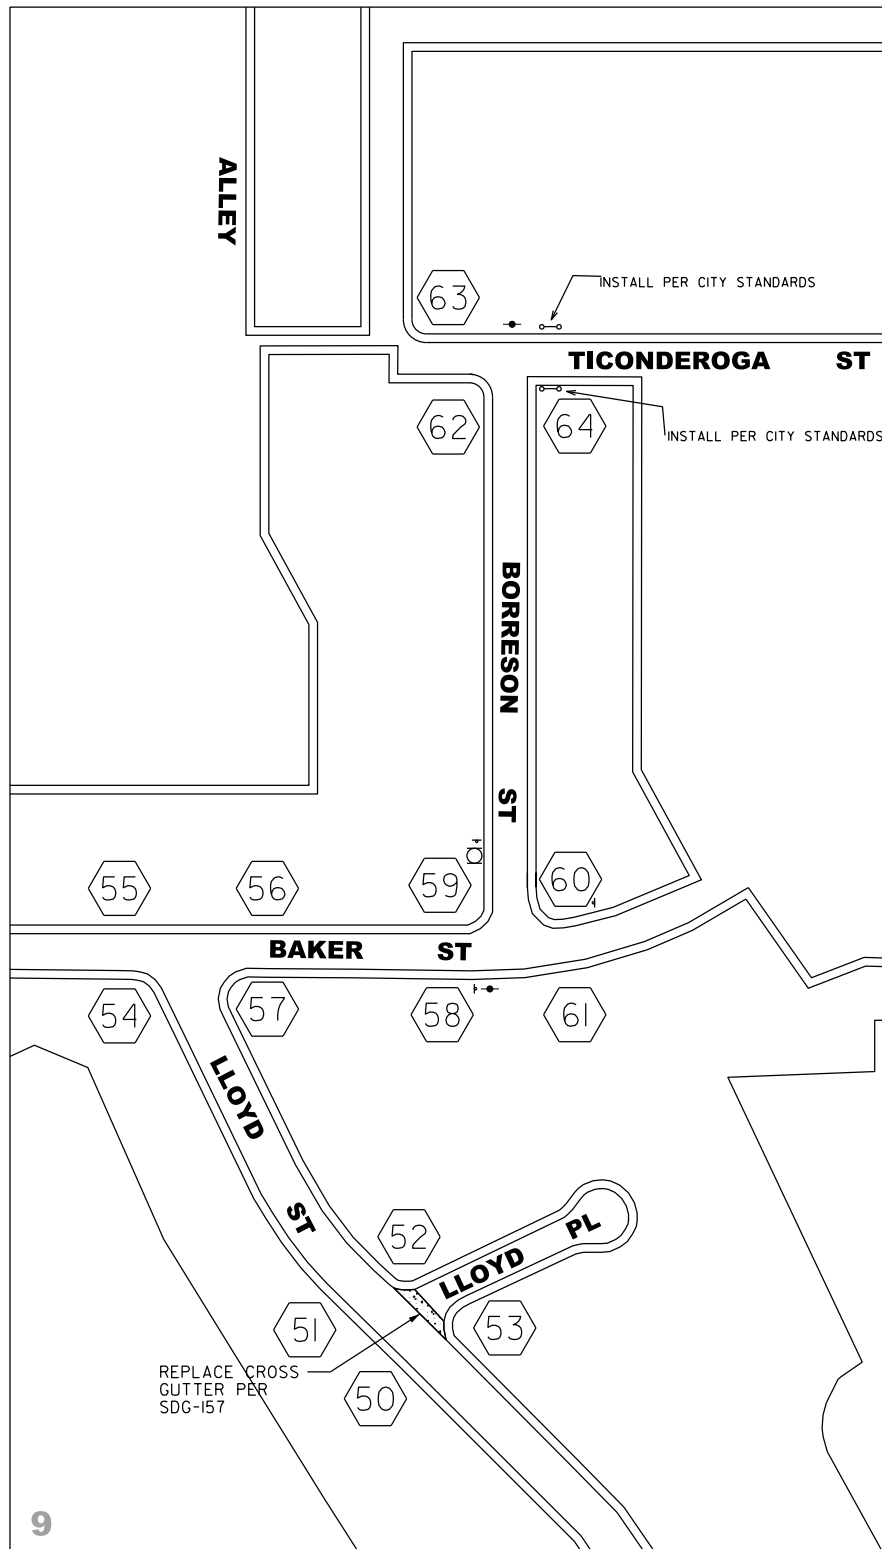 ALLEY
63
INSTALL PER CITY STANDARDS
TICONDEROGA ST
62
64
INSTALL PER CITY STANDARDS
BORRESON ST
55
56
59
60
BAKER ST
54
57
58
61
LLOYD ST
52
LLOYD PL
51
53
REPLACE CROSS
GUTTER PER
SDG-157
50
9